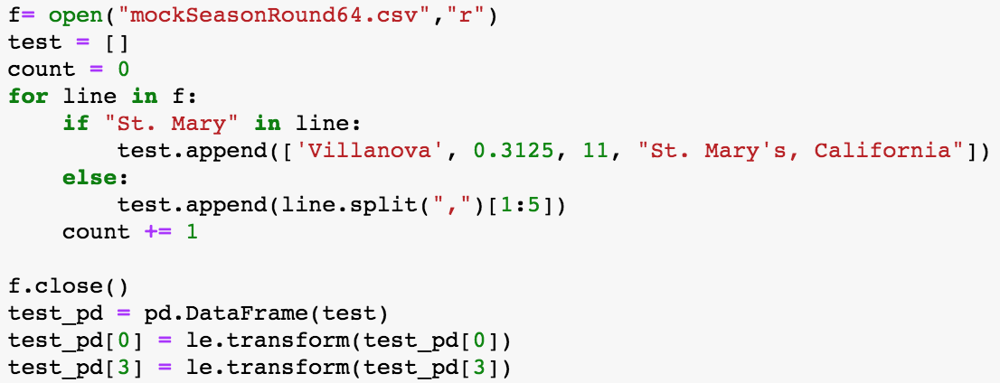 f= open("mockSeasonRound64.csv","r")
test = []
count = 0
for line in f:
    if "St. Mary" in line:
        test.append(['Villanova', 0.3125, 11, "St. Mary's, California"])
    else:
        test.append(line.split(",")[1:5])
    count += 1

f.close()
test_pd = pd.DataFrame(test)
test_pd[0] = le.transform(test_pd[0])
test_pd[3] = le.transform(test_pd[3])